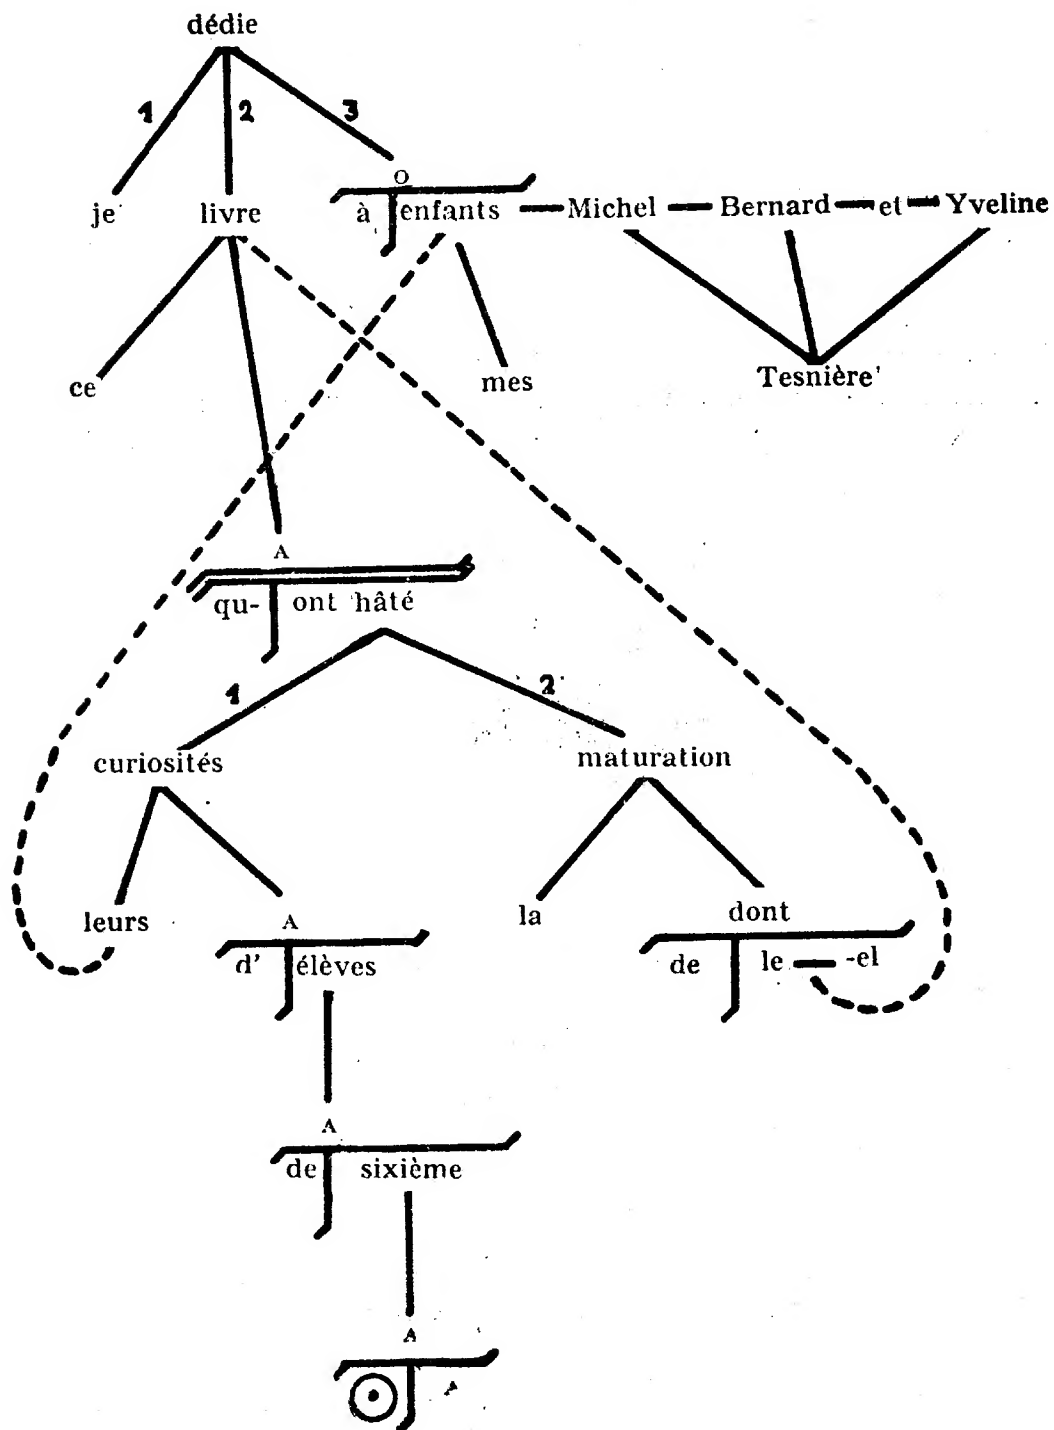 dédie
1 2 3
O
je livre à enfants Michel Bernard et Yveline
ce mes Tesnière
A
qu- ont hâté
1 2
curiosités maturation
leurs A la dont
d' élèves de le -el
A
de sixième
A
A